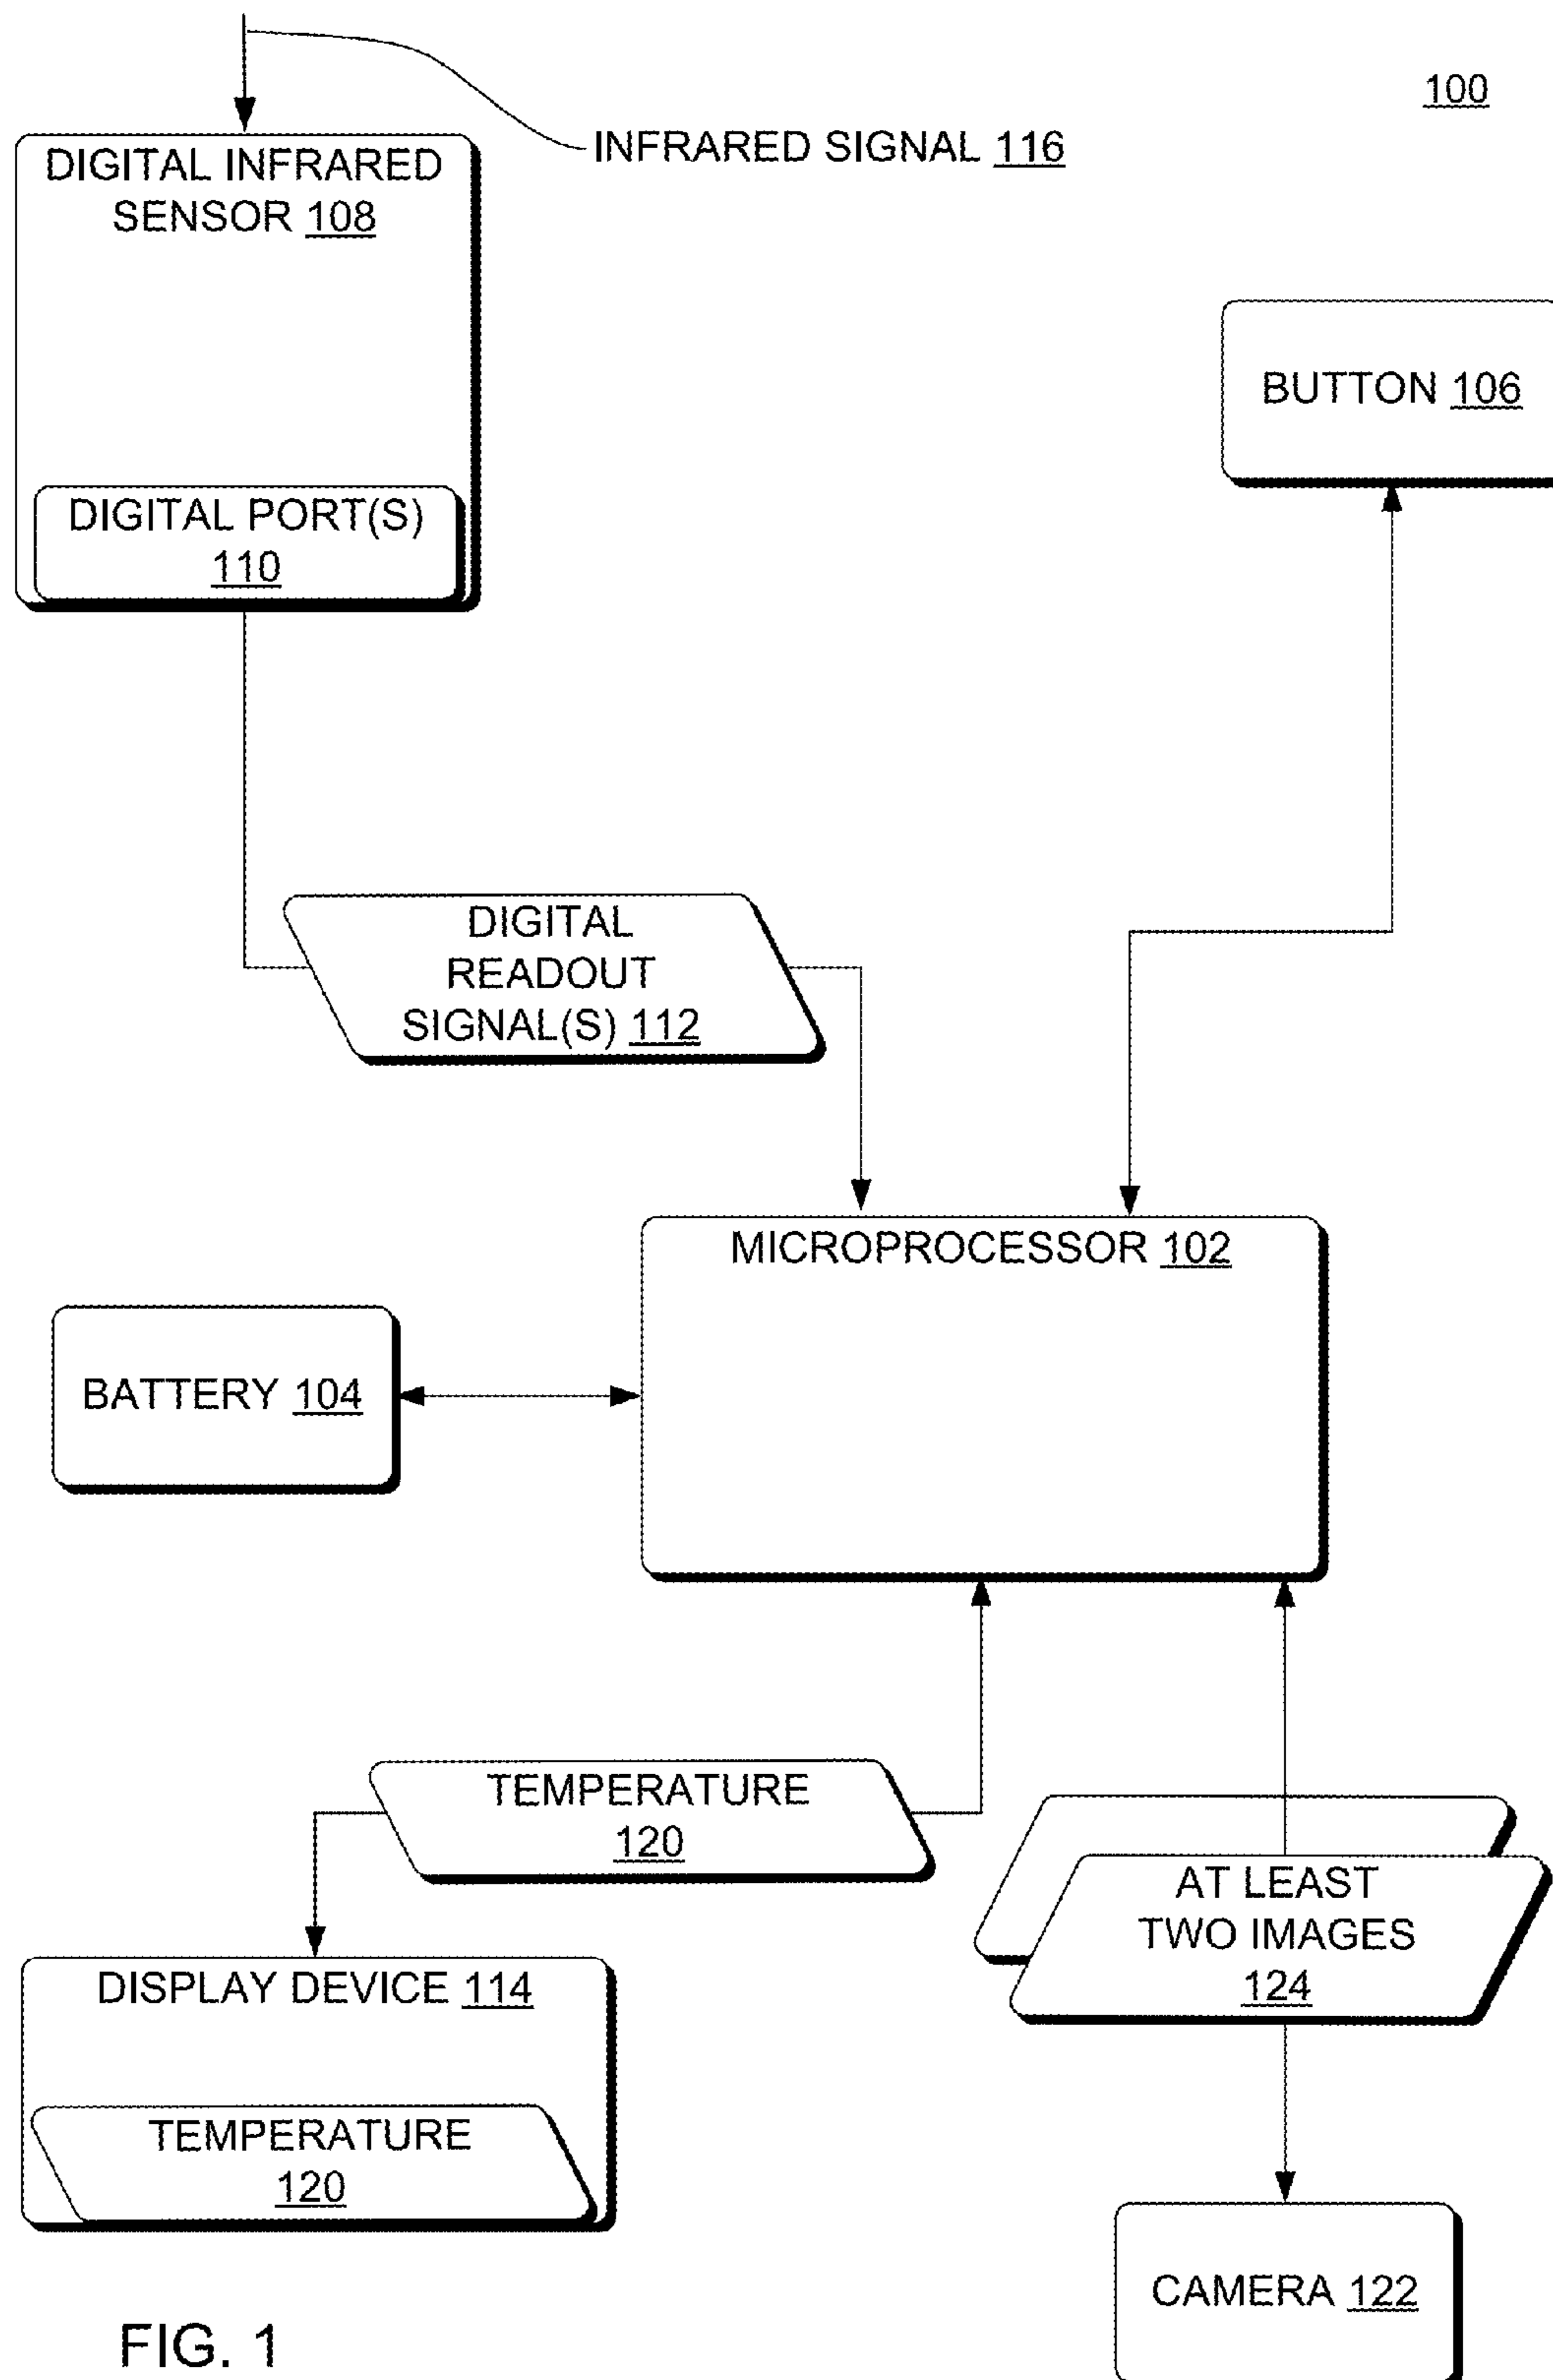 100
INFRARED SIGNAL 116
DIGITAL INFRARED
SENSOR 108
BUTTON 106
DIGITAL PORT(S)
110
DIGITAL
READOUT
SIGNAL(S) 112
MICROPROCESSOR 102
BATTERY 104
TEMPERATURE
120
AT LEAST
TWO IMAGES
124
DISPLAY DEVICE 114
TEMPERATURE
120
CAMERA 122
FIG. 1